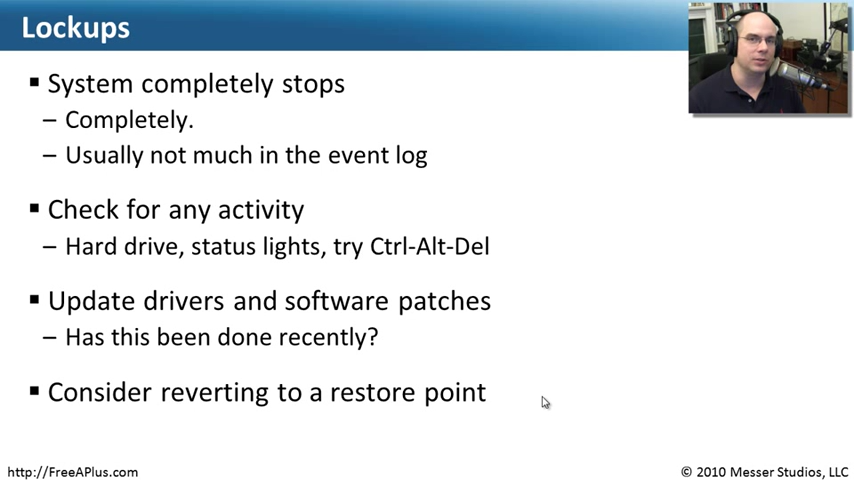 Lockups
▪ System completely stops
– Completely.
– Usually not much in the event log
▪ Check for any activity
– Hard drive, status lights, try Ctrl-Alt-Del
▪ Update drivers and software patches
– Has this been done recently?
▪ Consider reverting to a restore point
http://FreeAPlus.com
© 2010 Messer Studios, LLC